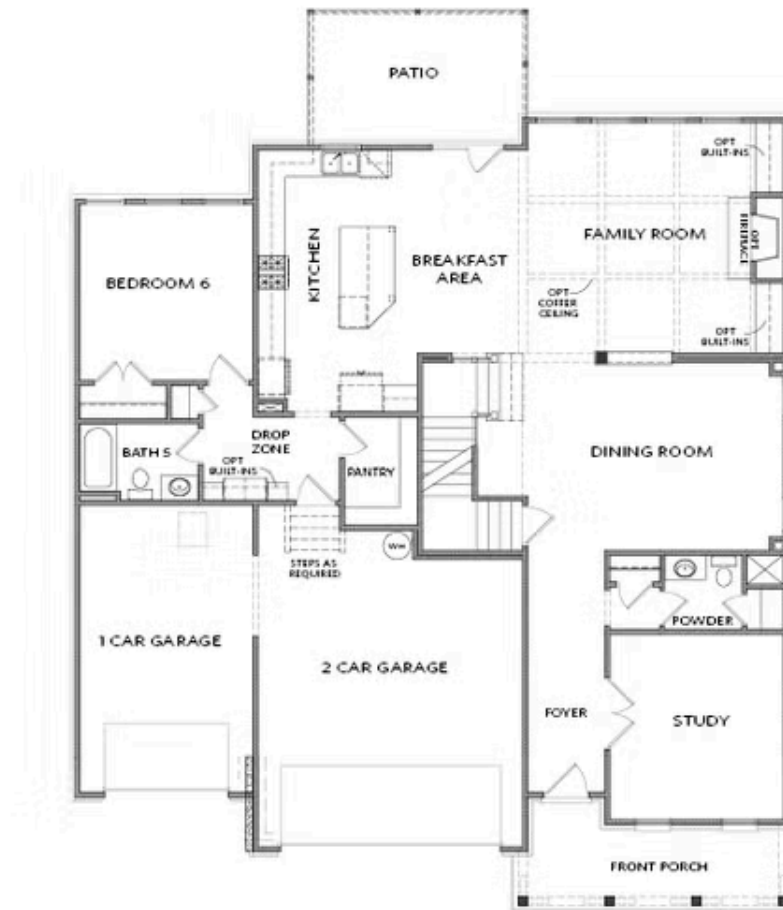 PATIO
OPT
BUILT-INS
KITCHEN
BREAKFAST
AREA
FAMILY ROOM
OPT
FIREPLACE
BEDROOM 6
OPT
COFFER
CEILING
OPT
BUILT-INS
DROP
ZONE
BATH 5
OPT
BUILT-INS
PANTRY
DINING ROOM
WH
STEPS AS
REQUIRED
1 CAR GARAGE
2 CAR GARAGE
POWDER
FOYER
STUDY
FRONT PORCH